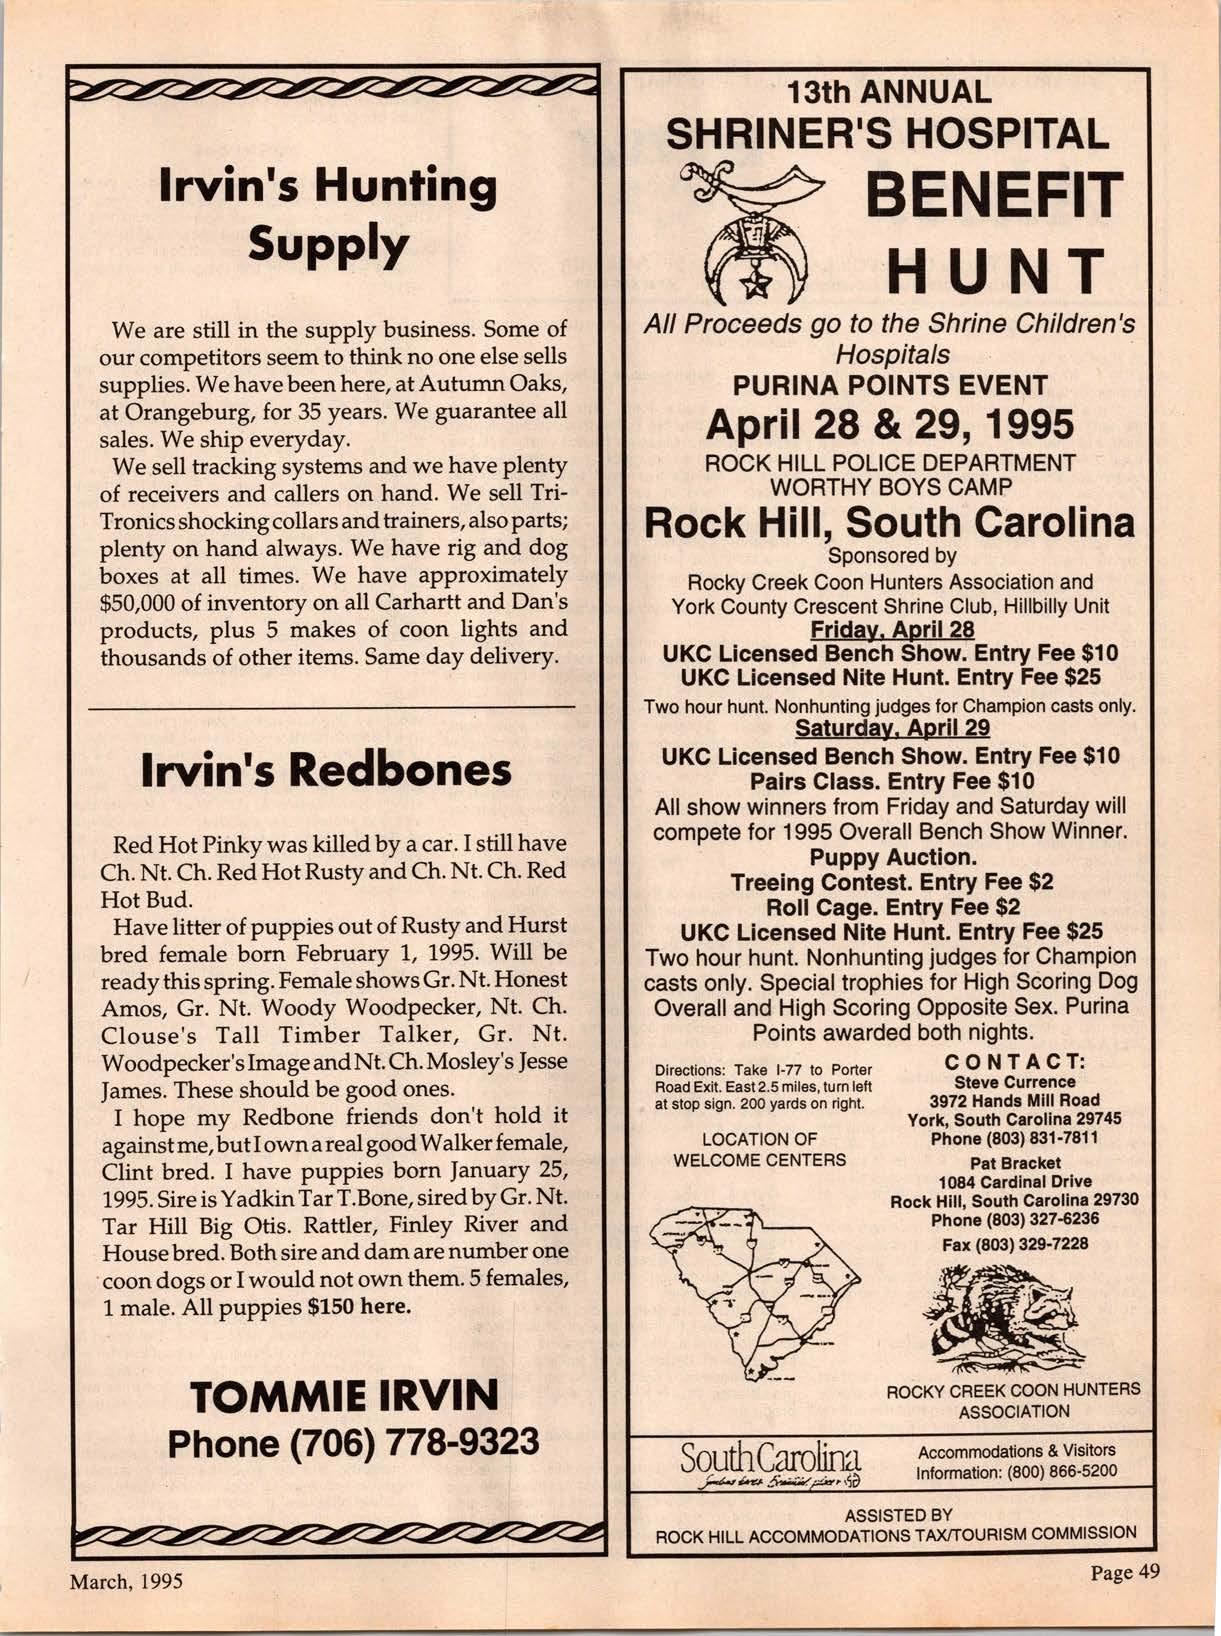 Irvin's Hunting
Supply
We are still in the supply business. Some of
our competitors seem to think no one else sells
supplies. We have been here, at Autumn Oaks,
at Orangeburg, for 35 years. We guarantee all
sales. We ship everyday.
We sell tracking systems and we have plenty
of receivers and callers on hand. We sell Tri-
Tronics shocking collars and trainers, also parts;
plenty on hand always. We have rig and dog
boxes at all times. We have approximately
$50,000 of inventory on all Carhartt and Dan's
products, plus 5 makes of coon lights and
thousands of other items. Same day delivery.
Irvin's Redbones
Red Hot Pinky was killed by a car. I still have
Ch. Nt. Ch. Red Hot Rusty and Ch. Nt. Ch. Red
Hot Bud.
Have litter of puppies out of Rusty and Hurst
bred female born February 1, 1995. Will be
ready this spring. Female shows Gr. Nt. Honest
Amos, Gr. Nt. Woody Woodpecker, Nt. Ch.
Clouse's Tall Timber Talker, Gr. Nt.
Woodpecker's Image and Nt. Ch. Mosley's Jesse
James. These should be good ones.
I hope my Redbone friends don't hold it
against me, but I own a real good Walker female,
Clint bred. I have puppies born January 25,
1995. Sire is Yadkin Tar T.Bone, sired by Gr. Nt.
Tar Hill Big Otis. Rattler, Finley River and
House bred. Both sire and dam are number one
coon dogs or I would not own them. 5 females,
1 male. All puppies $150 here.
TOMMIE IRVIN
Phone (706) 778-9323
13th ANNUAL
SHRINER'S HOSPITAL
BENEFIT
HUNT
All Proceeds go to the Shrine Children's
Hospitals
PURINA POINTS EVENT
April 28 & 29, 1995
ROCK HILL POLICE DEPARTMENT
WORTHY BOYS CAMP
Rock Hill, South Carolina
Sponsored by
Rocky Creek Coon Hunters Association and
York County Crescent Shrine Club, Hillbilly Unit
Friday, April 28
UKC Licensed Bench Show. Entry Fee $10
UKC Licensed Nite Hunt. Entry Fee $25
Two hour hunt. Nonhunting judges for Champion casts only.
Saturday, April 29
UKC Licensed Bench Show. Entry Fee $10
Pairs Class. Entry Fee $10
All show winners from Friday and Saturday will
compete for 1995 Overall Bench Show Winner.
Puppy Auction.
Treeing Contest. Entry Fee $2
Roll Cage. Entry Fee $2
UKC Licensed Nite Hunt. Entry Fee $25
Two hour hunt. Nonhunting judges for Champion
casts only. Special trophies for High Scoring Dog
Overall and High Scoring Opposite Sex. Purina
Points awarded both nights.
Directions: Take I-77 to Porter
Road Exit. East 2.5 miles, turn left
at stop sign. 200 yards on right.
LOCATION OF
WELCOME CENTERS
CONTACT:
Steve Currence
3972 Hands Mill Road
York, South Carolina 29745
Phone (803) 831-7811
Pat Bracket
1084 Cardinal Drive
Rock Hill, South Carolina 29730
Phone (803) 327-6236
Fax (803) 329-7228
ROCKY CREEK COON HUNTERS
ASSOCIATION
South Carolina
Accommodations & Visitors
Information: (800) 866-5200
ASSISTED BY
ROCK HILL ACCOMMODATIONS TAX/TOURISM COMMISSION
March, 1995
Page 49